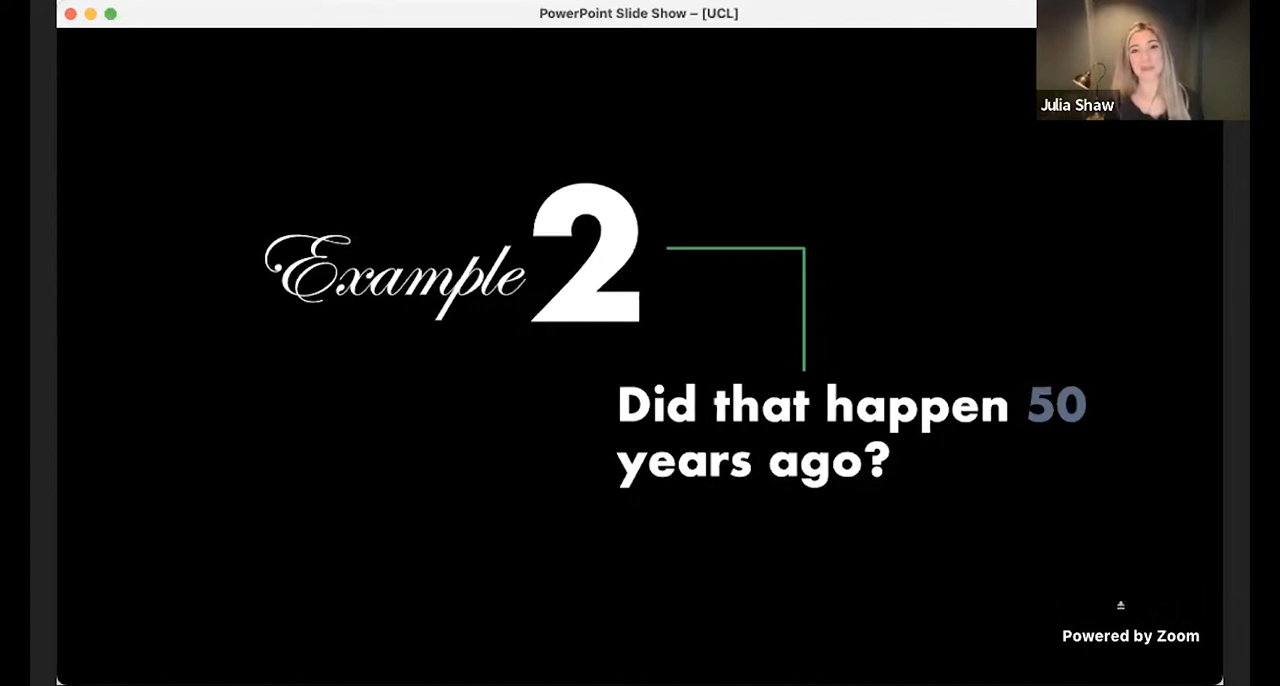 PowerPoint Slide Show – [UCL]
Julia Shaw
Example 2
Did that happen 50
years ago?
Powered by Zoom